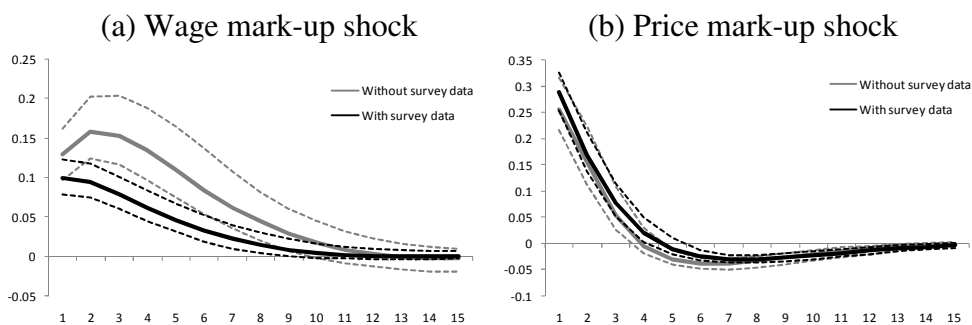 (a) Wage mark-up shock
0.25
0.2
0.15
0.1
0.05
0
-0.05
Without survey data
With survey data
1 2 3 4 5 6 7 8 9 10 11 12 13 14 15
(b) Price mark-up shock
0.35
0.3
0.25
0.2
0.15
0.1
0.05
0
-0.05
-0.1
Without survey data
With survey data
1 2 3 4 5 6 7 8 9 10 11 12 13 14 15